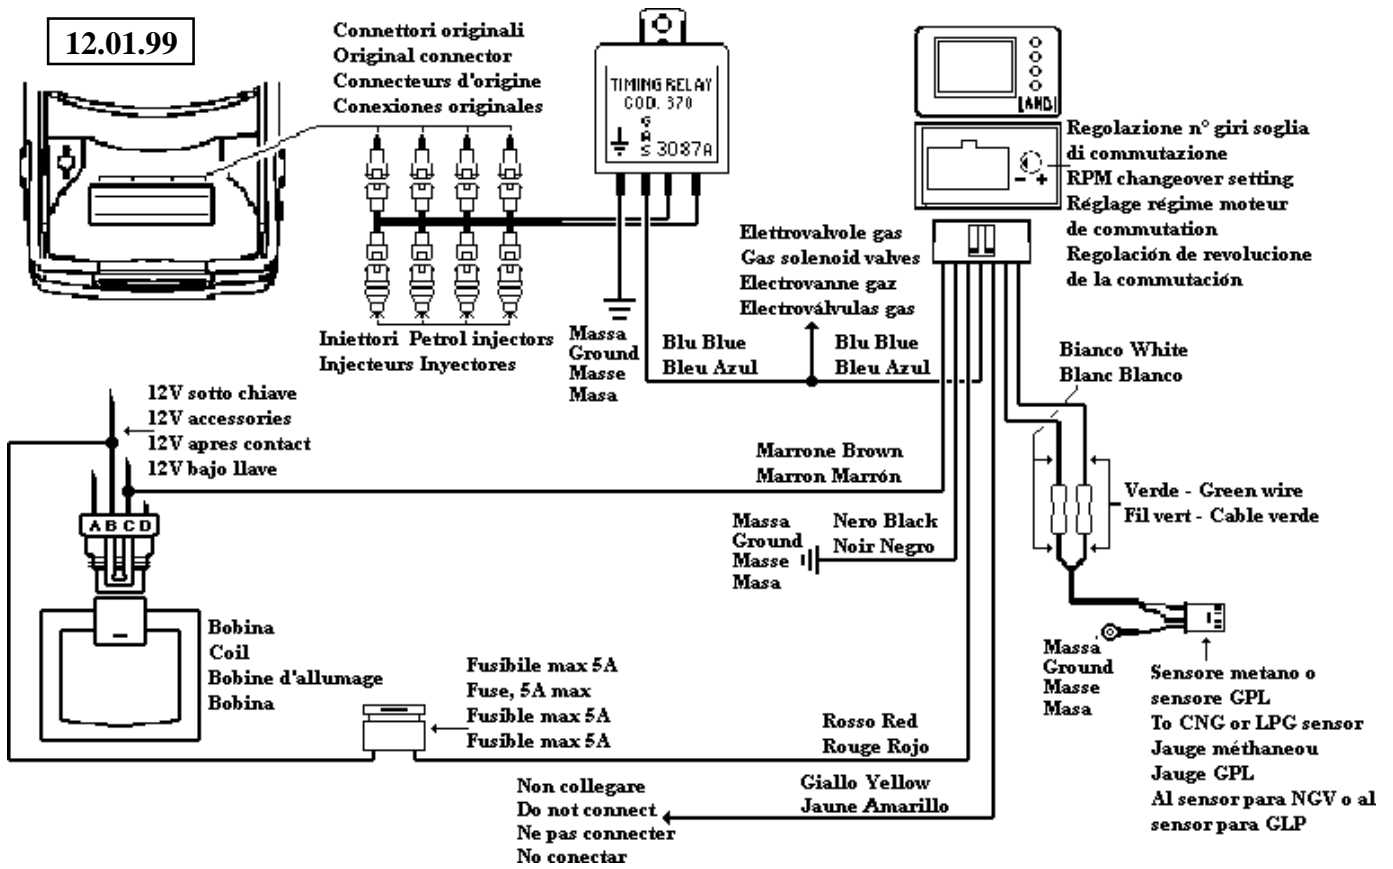 12.01.99
Connettori originali
Original connector
Connecteurs d'origine
Conexiones originales
TIMING RELAY
COD. 370
G
A
S 3087A
LANDI
Regolazione n° giri soglia
di commutazione
RPM changeover setting
Réglage régime moteur
de commutation
Regolación de revolucione
de la commutación
- +
Elettrovalvole gas
Gas solenoid valves
Electrovanne gaz
Electroválvulas gas
Iniettori Petrol injectors
Injecteurs Inyectores
Massa
Ground
Masse
Masa
Blu Blue
Bleu Azul
Blu Blue
Bleu Azul
Bianco White
Blanc Blanco
12V sotto chiave
12V accessories
12V apres contact
12V bajo llave
Marrone Brown
Marron Marrón
A B C D
Massa
Ground
Masse
Masa
Nero Black
Noir Negro
Verde - Green wire
Fil vert - Cable verde
Bobina
Coil
Bobine d'allumage
Bobina
Fusibile max 5A
Fuse, 5A max
Fusible max 5A
Fusible max 5A
Massa
Ground
Masse
Masa
Sensore metano o
sensore GPL
To CNG or LPG sensor
Jauge méthaneou
Jauge GPL
Al sensor para NGV o al
sensor para GLP
Rosso Red
Rouge Rojo
Non collegare
Do not connect
Ne pas connecter
No conectar
Giallo Yellow
Jaune Amarillo